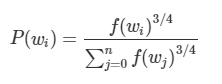 $P(w_i) = \frac{f(w_i)^{3/4}}{\sum_{j=0}^{n} f(w_j)^{3/4}}$